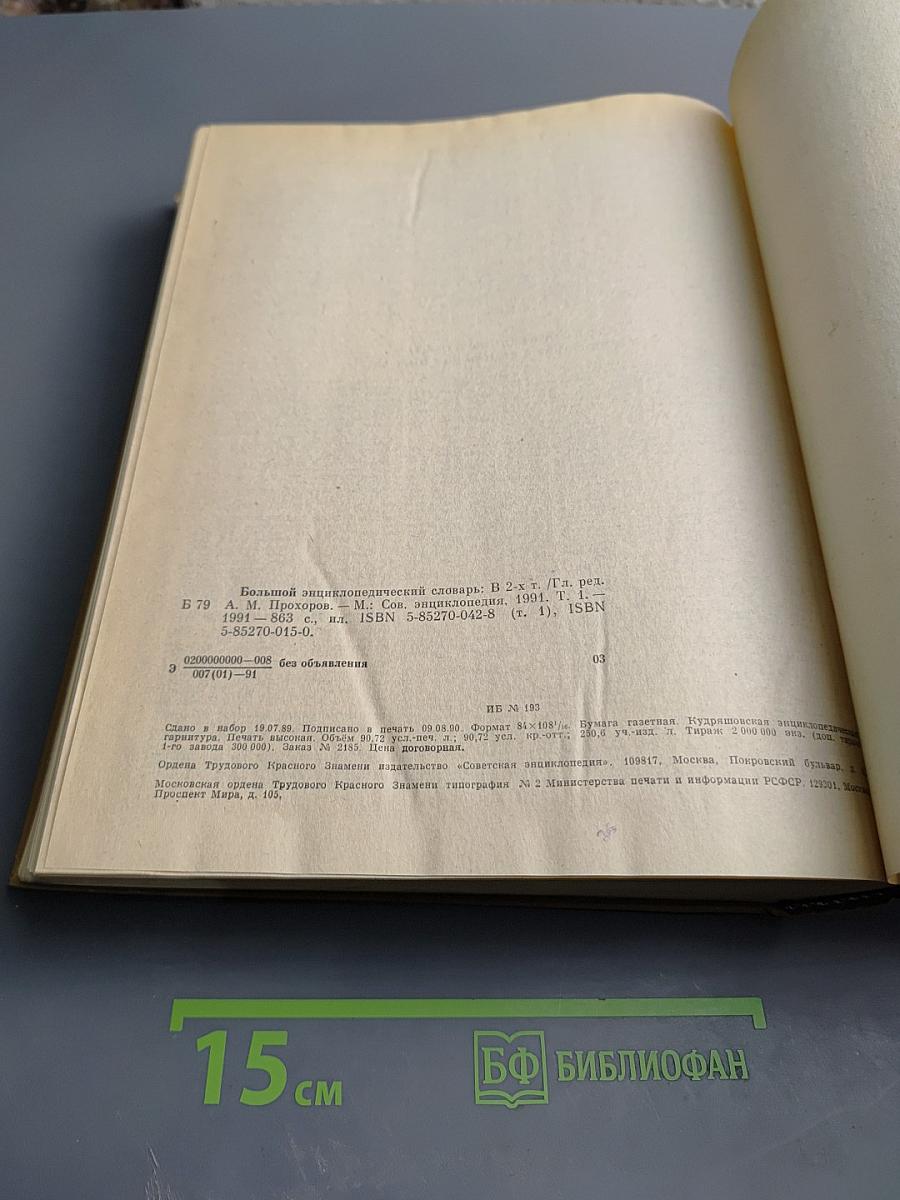 Большой энциклопедический словарь: В 2-х т. /Гл. ред.
Б 79 А. М. Прохоров. — М.: Сов. энциклопедия, 1991. Т. 1. —
1991 — 863 с., ил. ISBN 5-85270-042-8 (т. 1), ISBN
5-85270-015-0.
Э 0200000000—008 без объявления 03
007(01)—91
ИБ № 193
Сдано в набор 19.07.89. Подписано в печать 09.08.90. Формат 84×108¹/₁₆. Бумага газетная. Кудряшовская
гарнитура. Печать высокая. Объём 90,72 усл.-печ. л.; 90,72 усл. кр.-отт.; 250,6 уч.-изд. л. Тираж 2 000 000 экз. (доп.
1-го завода 300 000). Заказ № 2185. Цена договорная.
Ордена Трудового Красного Знамени издательство «Советская энциклопедия», 109817, Москва, Покровский бульвар, д.
Московская ордена Трудового Красного Знамени типография № 2 Министерства печати и информации РСФСР, 129301,
Проспект Мира, д. 105,
15 см
БФ БИБЛИОФАН